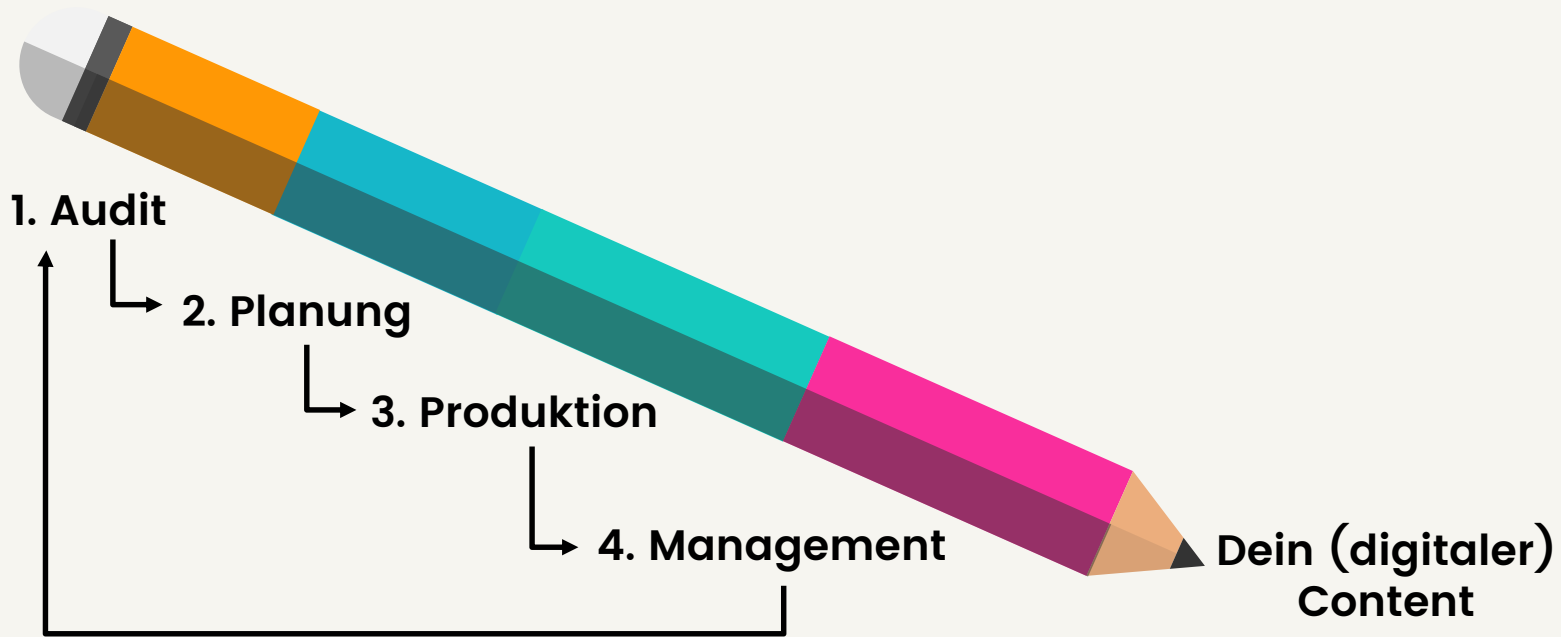 1. Audit
2. Planung
3. Produktion
4. Management
Dein (digitaler)
Content